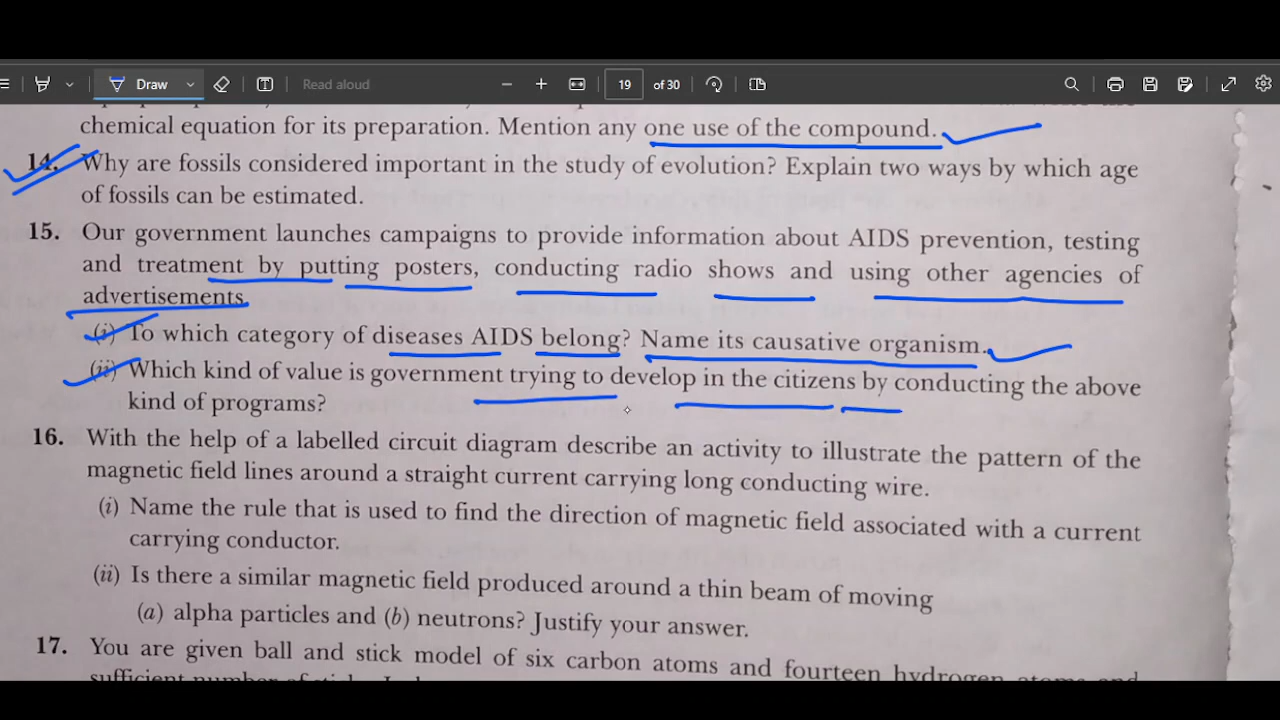 Draw
Read aloud
19 of 30
chemical equation for its preparation. Mention any one use of the compound.
14. Why are fossils considered important in the study of evolution? Explain two ways by which age
of fossils can be estimated.
15. Our government launches campaigns to provide information about AIDS prevention, testing
and treatment by putting posters, conducting radio shows and using other agencies of
advertisements.
(i) To which category of diseases AIDS belong? Name its causative organism.
(ii) Which kind of value is government trying to develop in the citizens by conducting the above
kind of programs?
16. With the help of a labelled circuit diagram describe an activity to illustrate the pattern of the
magnetic field lines around a straight current carrying long conducting wire.
(i) Name the rule that is used to find the direction of magnetic field associated with a current
carrying conductor.
(ii) Is there a similar magnetic field produced around a thin beam of moving
(a) alpha particles and (b) neutrons? Justify your answer.
17. You are given ball and stick model of six carbon atoms and fourteen hydrogen atoms and